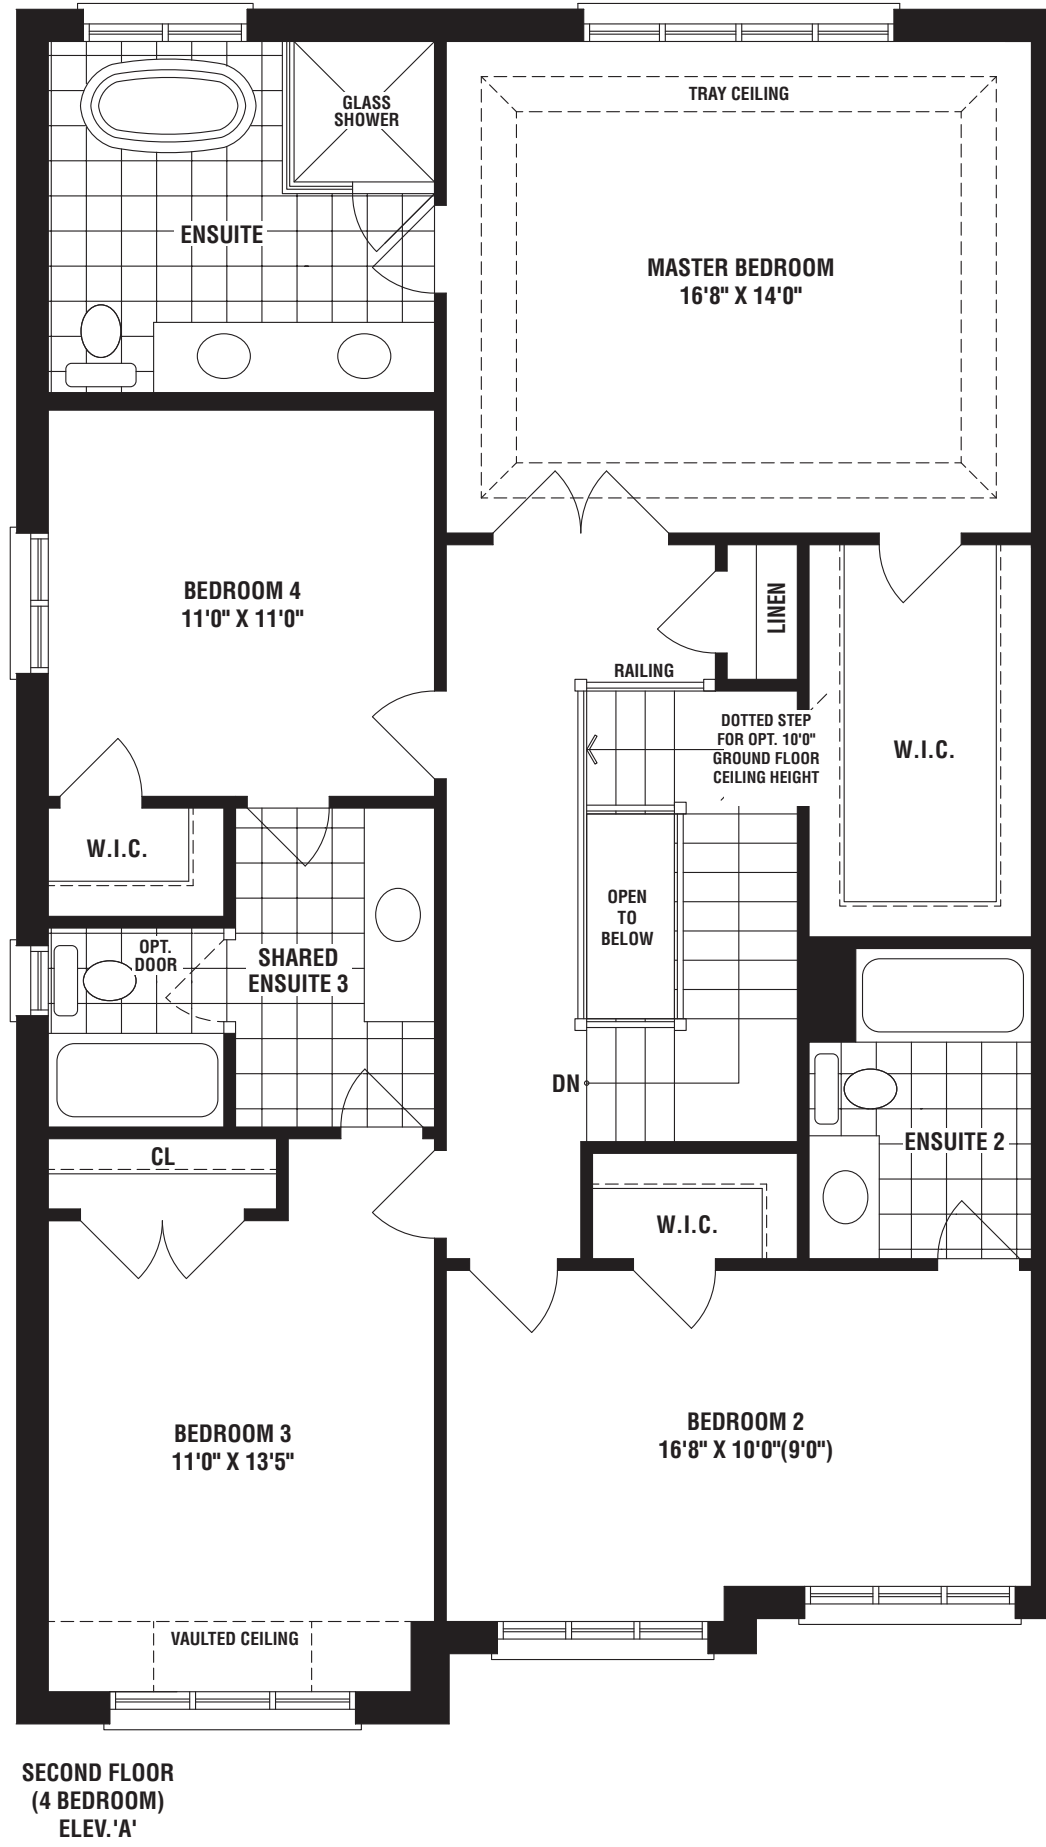 GLASS
SHOWER
TRAY CEILING
ENSUITE
MASTER BEDROOM
16'8" X 14'0"
BEDROOM 4
11'0" X 11'0"
LINEN
RAILING
DOTTED STEP
FOR OPT. 10'0"
GROUND FLOOR
CEILING HEIGHT
W.I.C.
W.I.C.
OPEN
TO
BELOW
OPT.
DOOR
SHARED
ENSUITE 3
DN
ENSUITE 2
CL
W.I.C.
BEDROOM 3
11'0" X 13'5"
BEDROOM 2
16'8" X 10'0"(9'0")
VAULTED CEILING
SECOND FLOOR
(4 BEDROOM)
ELEV.'A'